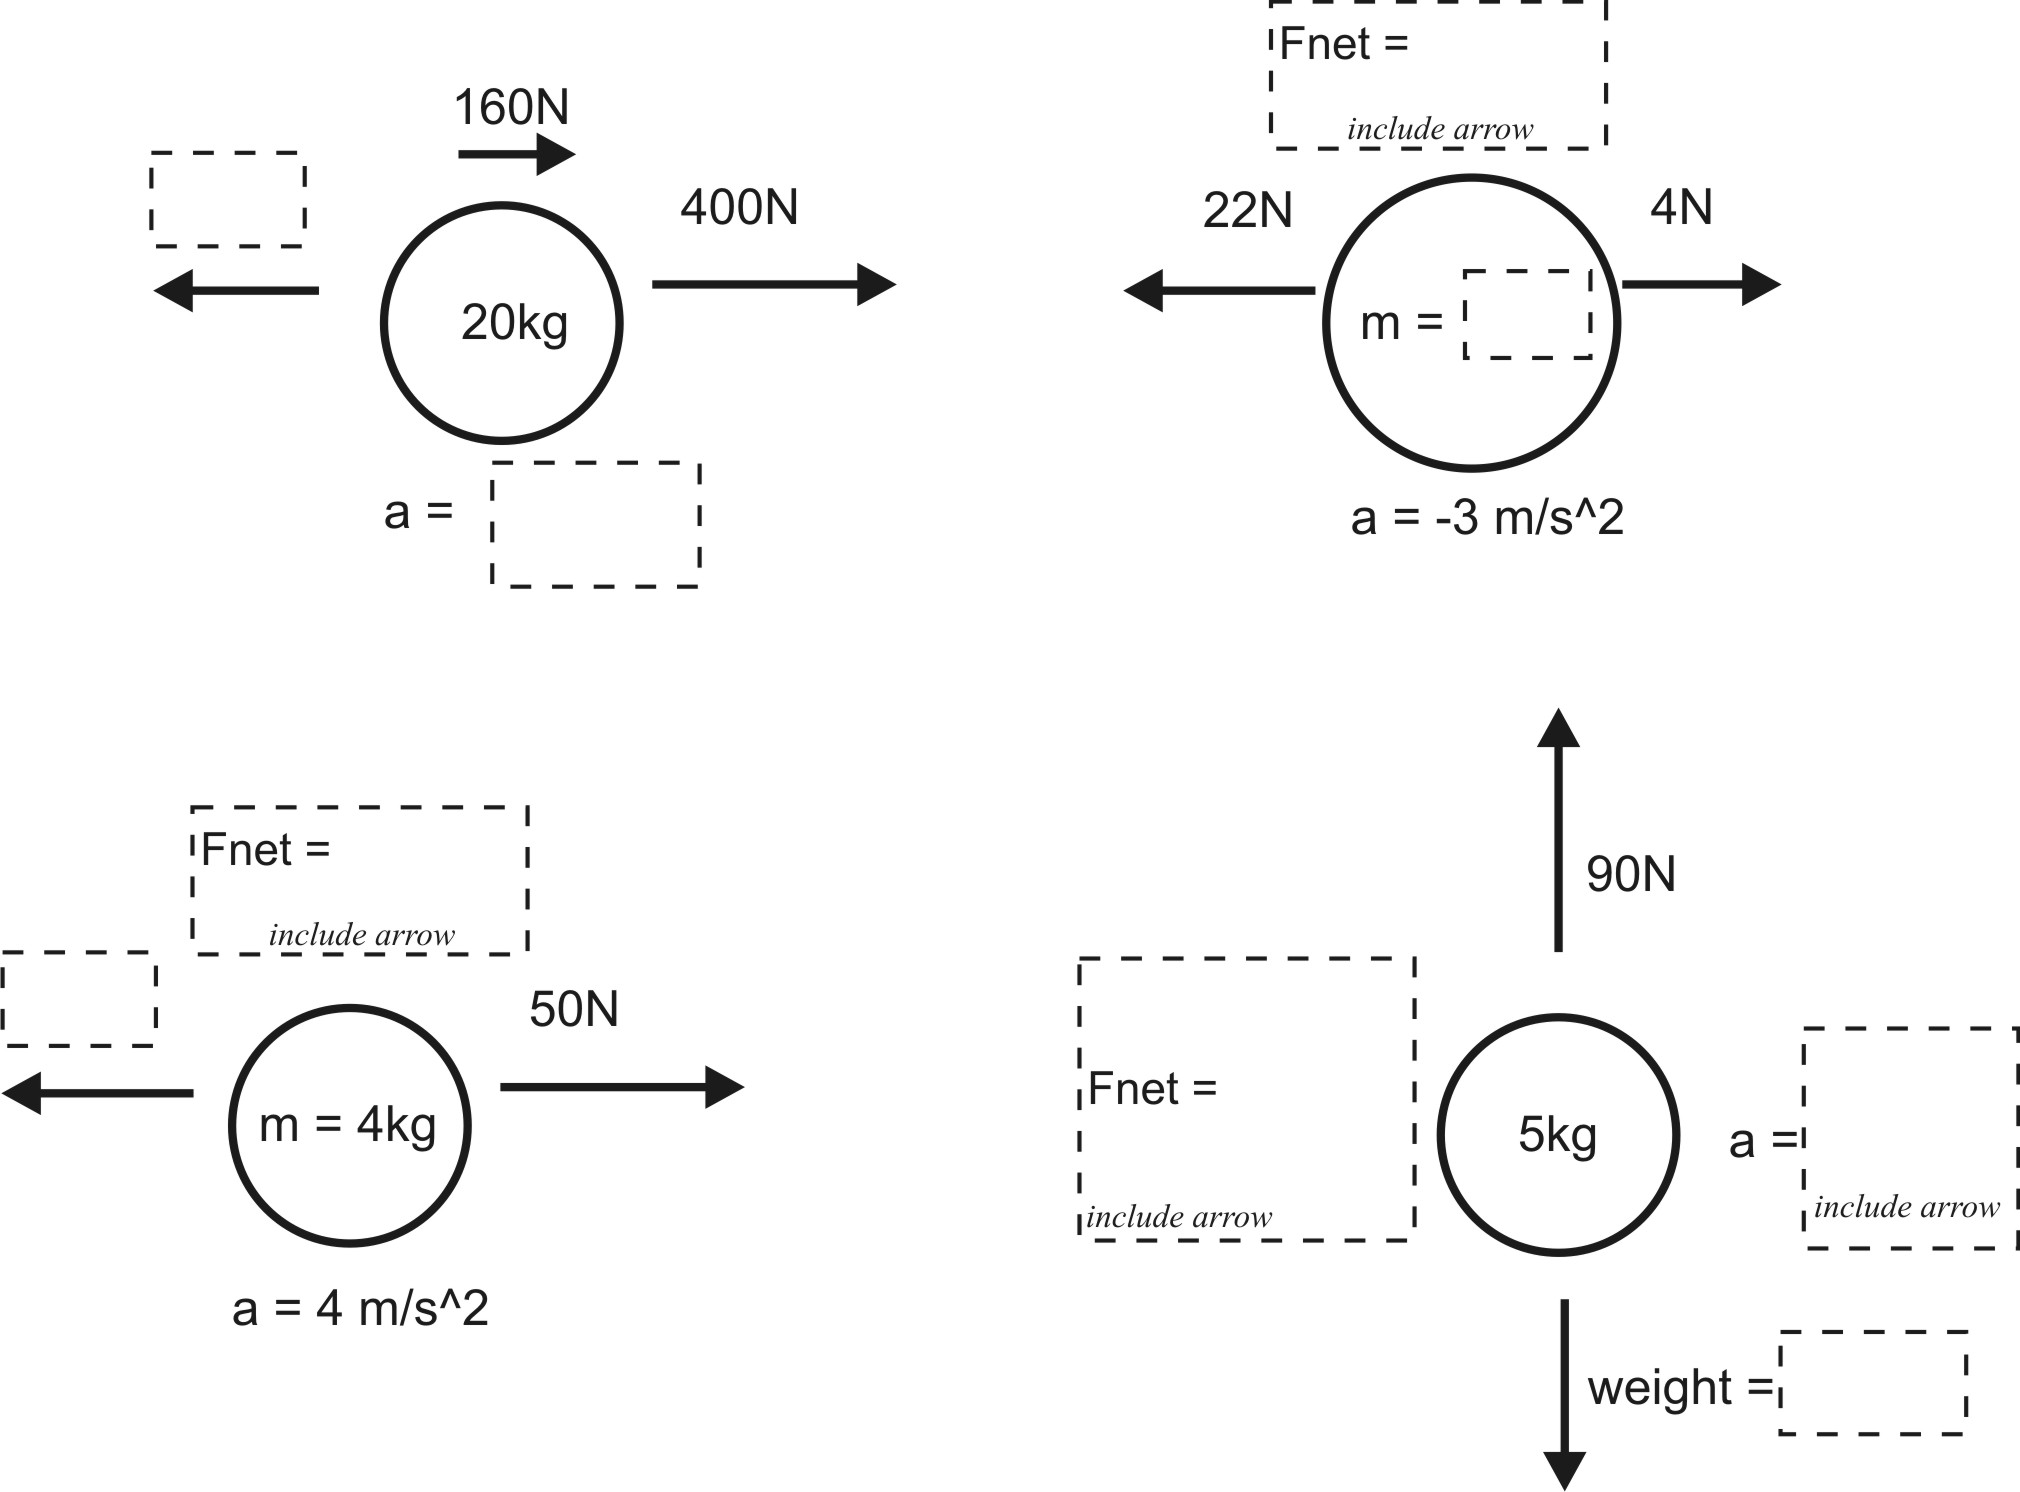 160N
400N
20kg
a =
Fnet =
include arrow
22N
4N
m =
a = -3 m/s^2
Fnet =
include arrow
50N
m = 4kg
a = 4 m/s^2
90N
Fnet =
include arrow
5kg
a =
include arrow
weight =